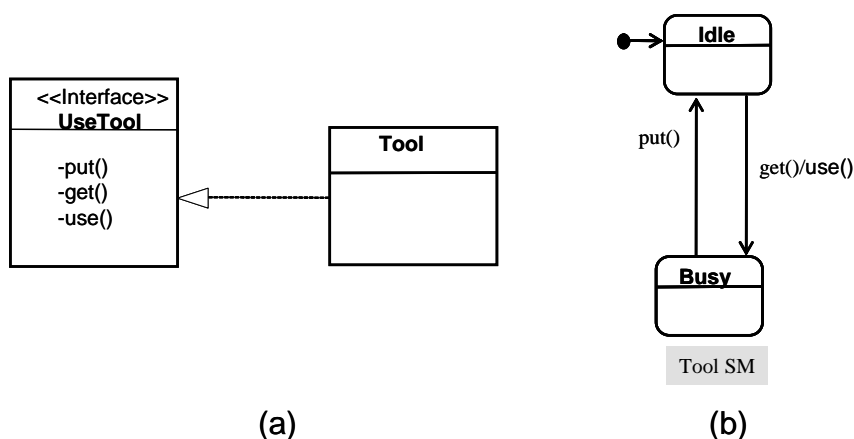 <<Interface>>
UseTool
-put()
-get()
-use()
Tool
(a)
Idle
put()
get()/use()
Busy
Tool SM
(b)